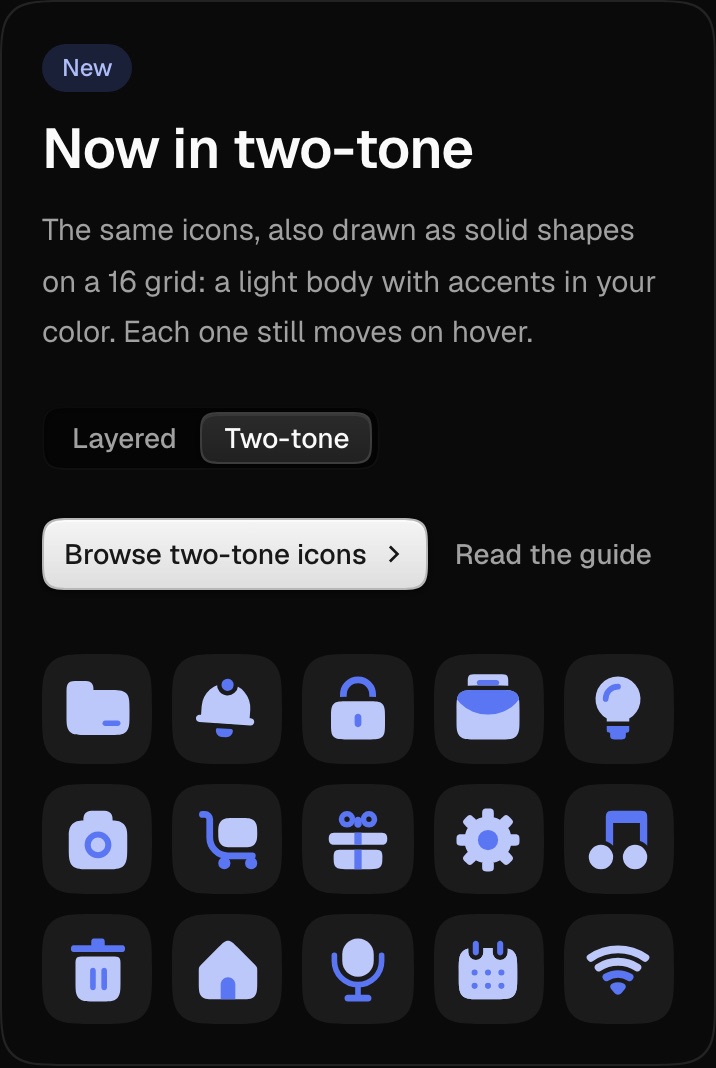 New
Now in two-tone
The same icons, also drawn as solid shapes
on a 16 grid: a light body with accents in your
color. Each one still moves on hover.
Layered Two-tone
Browse two-tone icons Read the guide